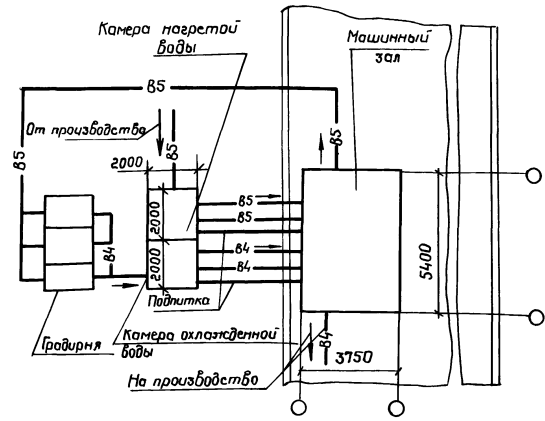 Камера нагретой
воды
Машинный
зал
В5
От производства
В5
В5
В5
2000
2000
2000
В5
В5
В4
В4
В4
5400
Подпитка
Градирня
Камера охлажденной
воды
На производство
В4
3750